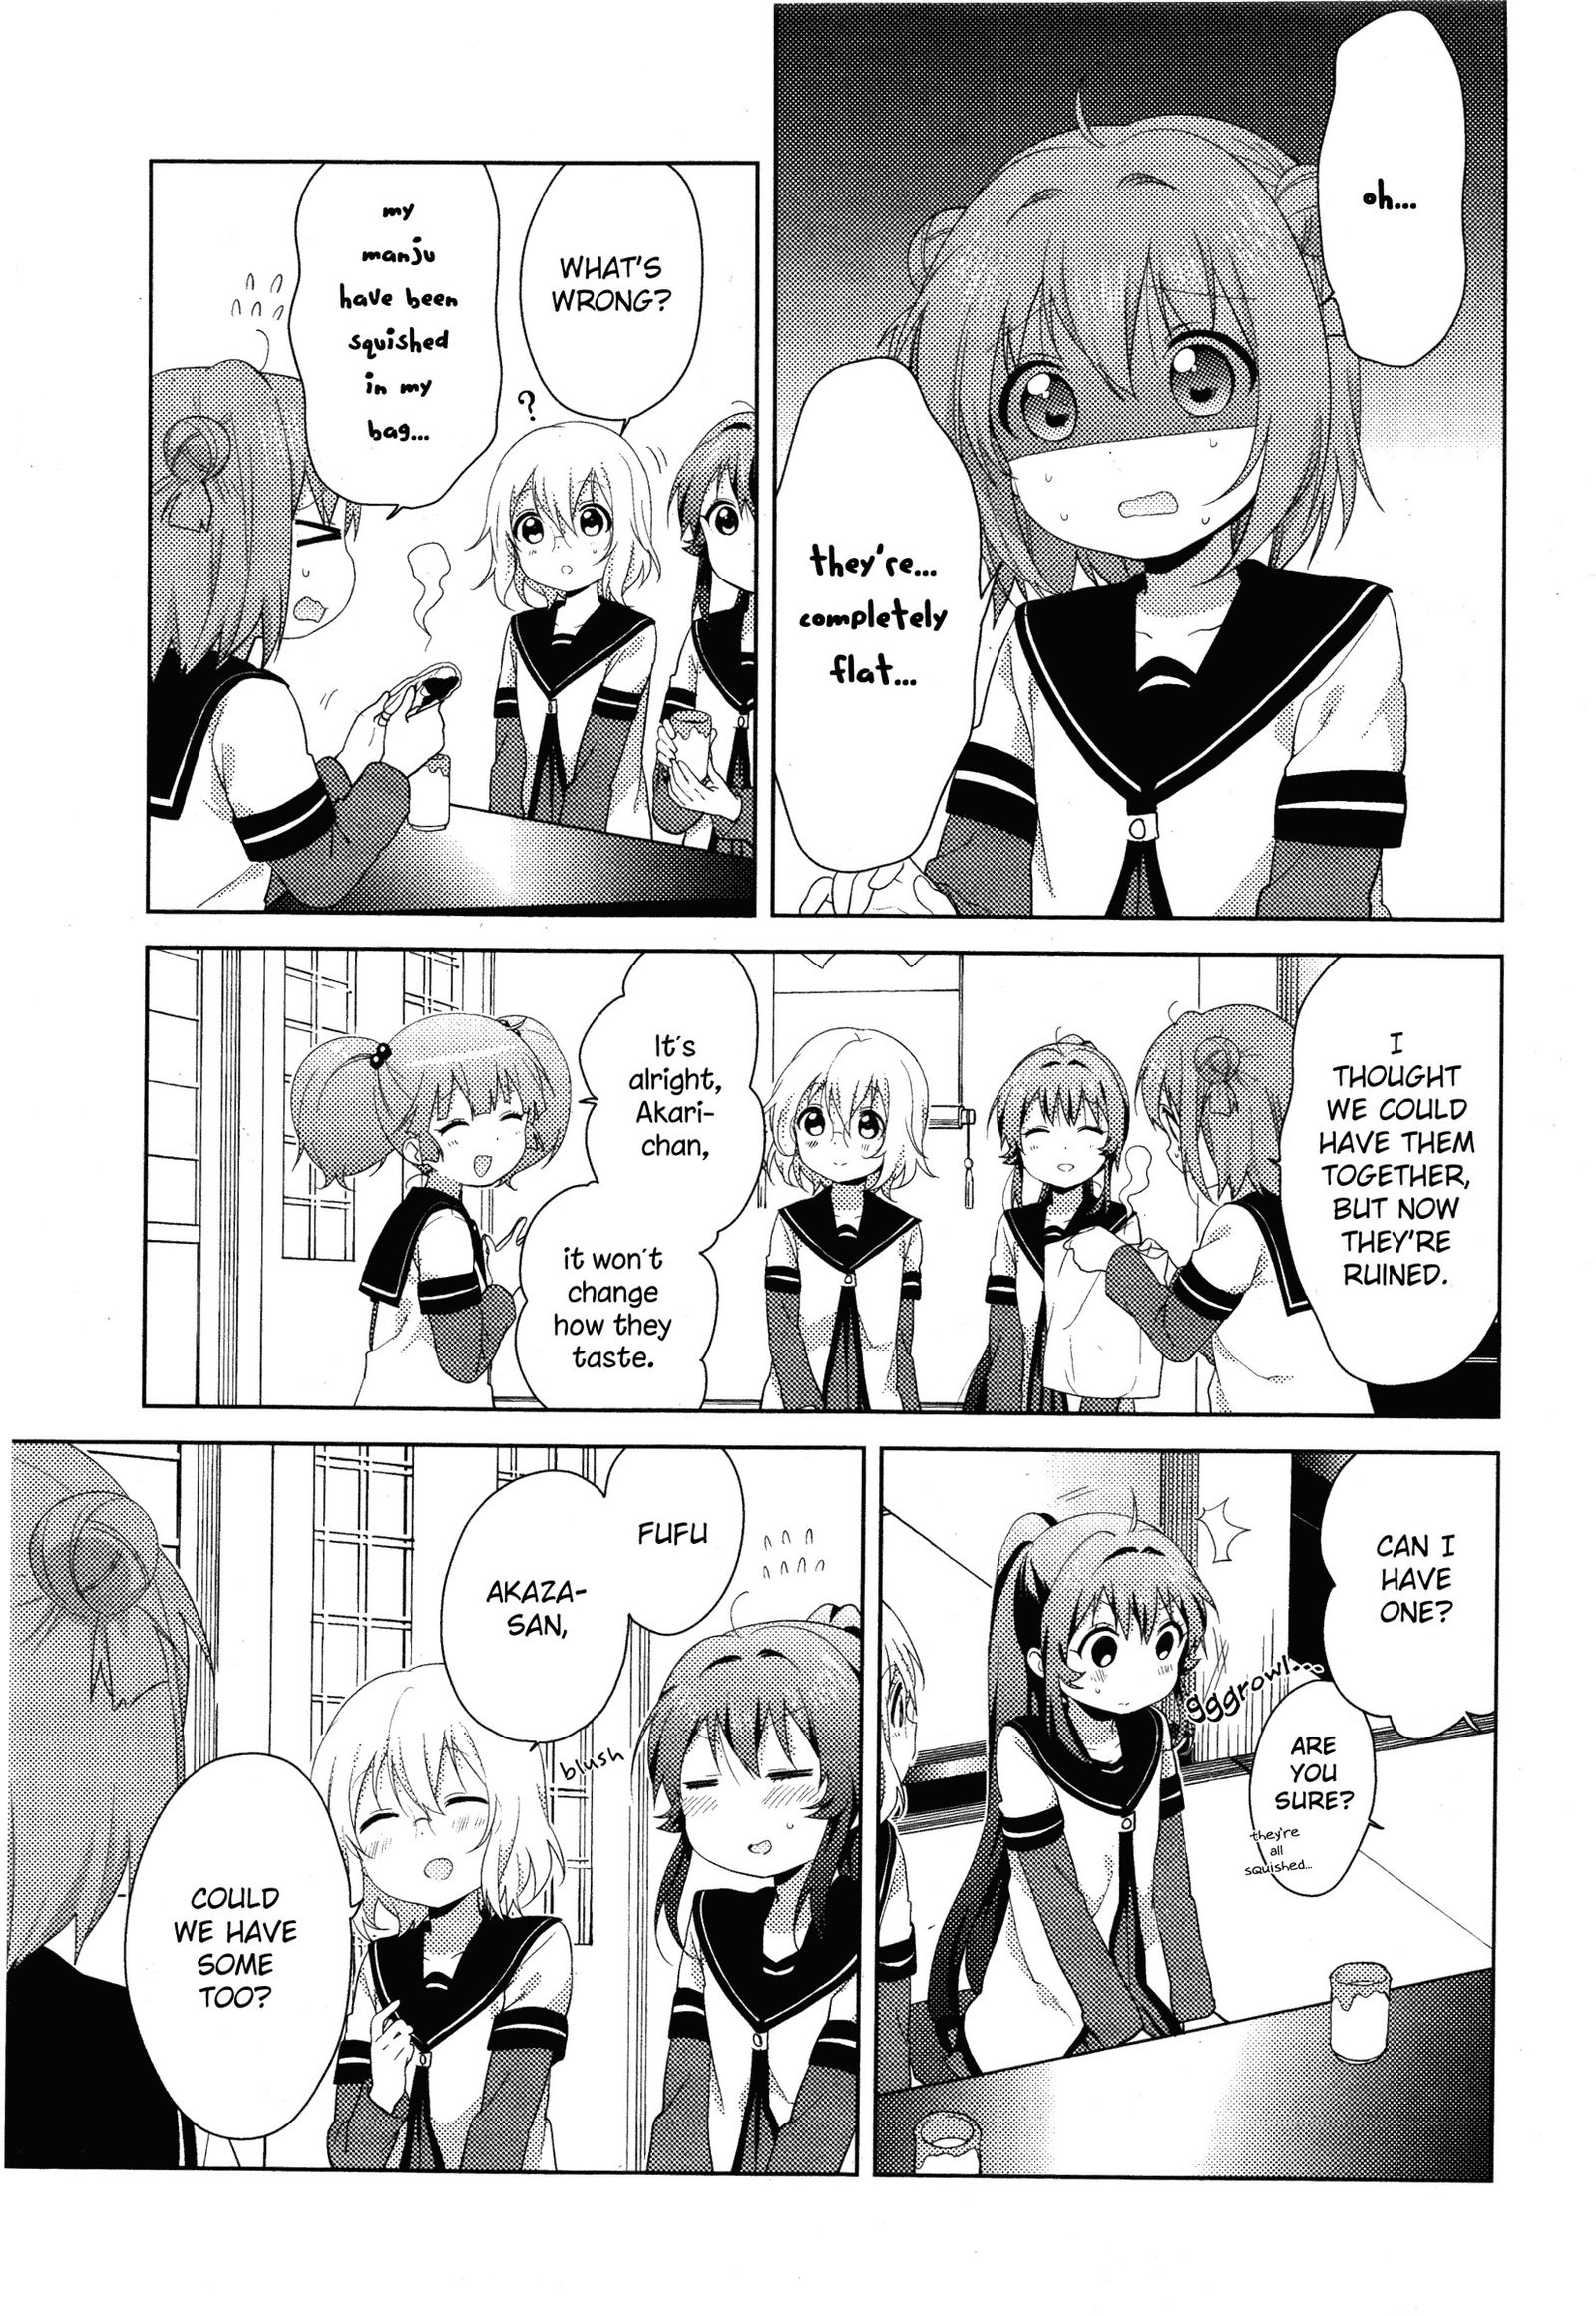 oh...
they're...
completely
flat...
WHAT'S
WRONG?
?
my
manju
have been
squished
in my
bag...
I
THOUGHT
WE COULD
HAVE THEM
TOGETHER,
BUT NOW
THEY'RE
RUINED.
It's
alright,
Akari-
chan,
it won't
change
how they
taste.
CAN I
HAVE
ONE?
gggrowl...
ARE
YOU
SURE?
they're
all
squished...
FUFU
AKAZA-
SAN,
blush
COULD
WE HAVE
SOME
TOO?